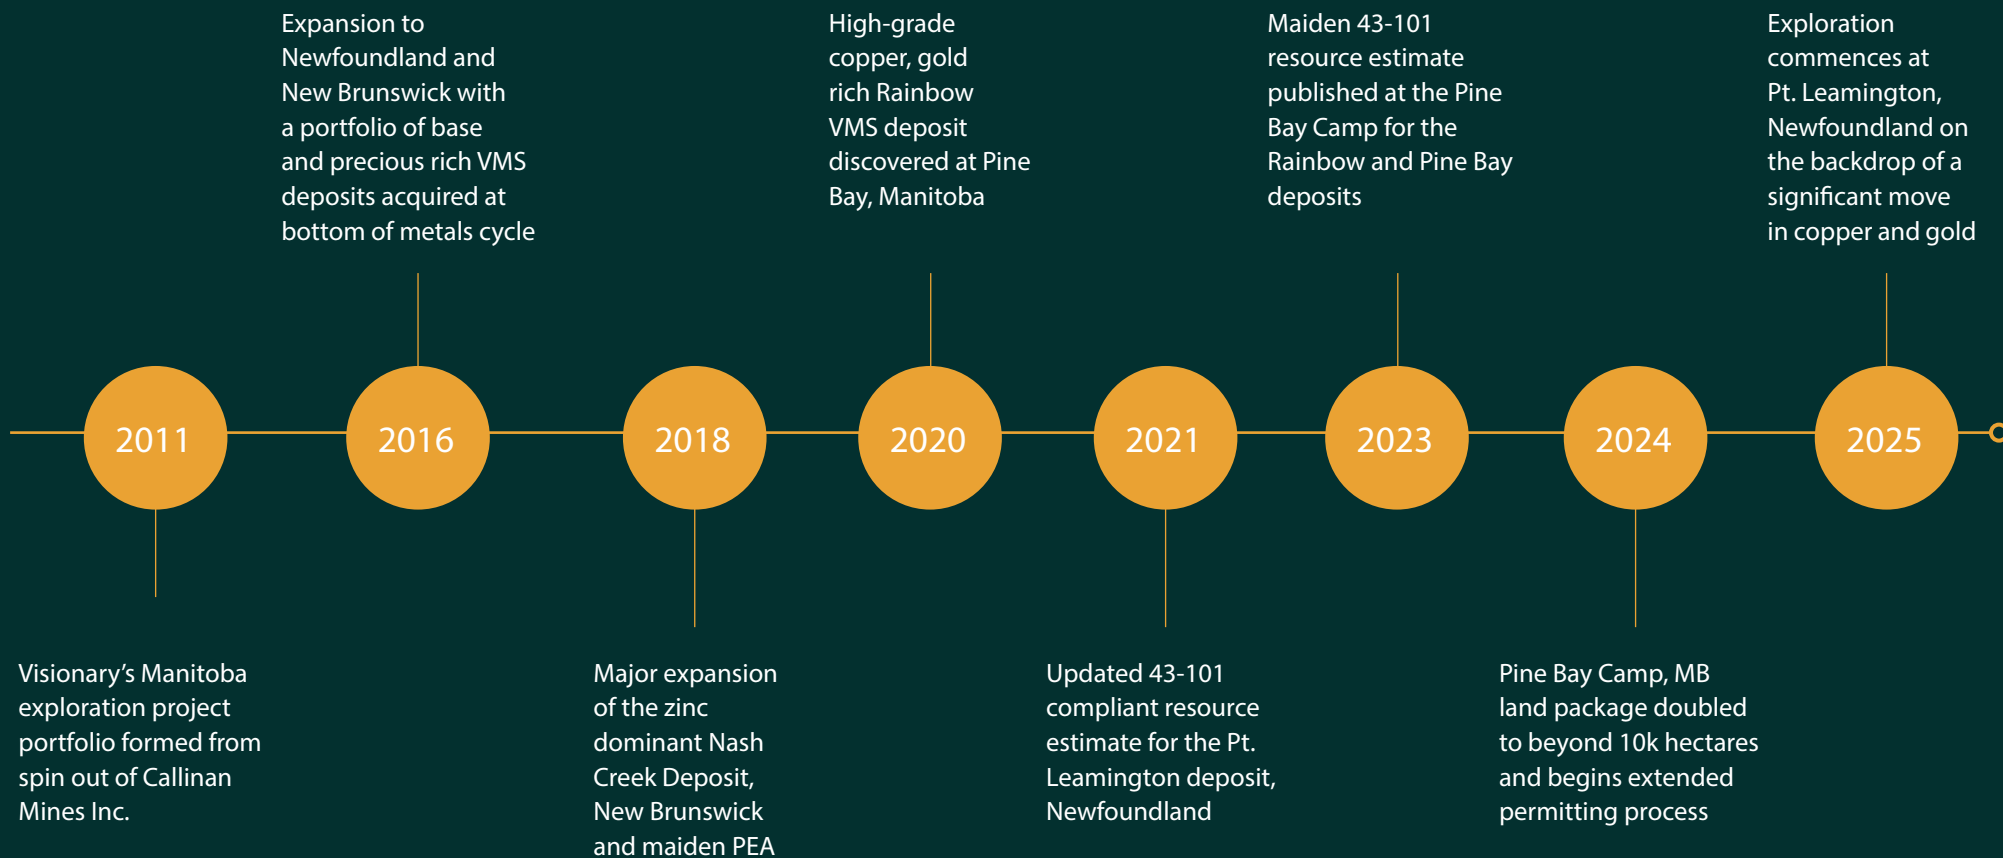 Expansion to
Newfoundland and
New Brunswick with
a portfolio of base
and precious rich VMS
deposits acquired at
bottom of metals cycle
High-grade
copper, gold
rich Rainbow
VMS deposit
discovered at Pine
Bay, Manitoba
Maiden 43-101
resource estimate
published at the Pine
Bay Camp for the
Rainbow and Pine Bay
deposits
Exploration
commences at
Pt. Leamington,
Newfoundland on
the backdrop of a
significant move
in copper and gold
2011
2016
2018
2020
2021
2023
2024
2025
Visionary’s Manitoba
exploration project
portfolio formed from
spin out of Callinan
Mines Inc.
Major expansion
of the zinc
dominant Nash
Creek Deposit,
New Brunswick
and maiden PEA
Updated 43-101
compliant resource
estimate for the Pt.
Leamington deposit,
Newfoundland
Pine Bay Camp, MB
land package doubled
to beyond 10k hectares
and begins extended
permitting process